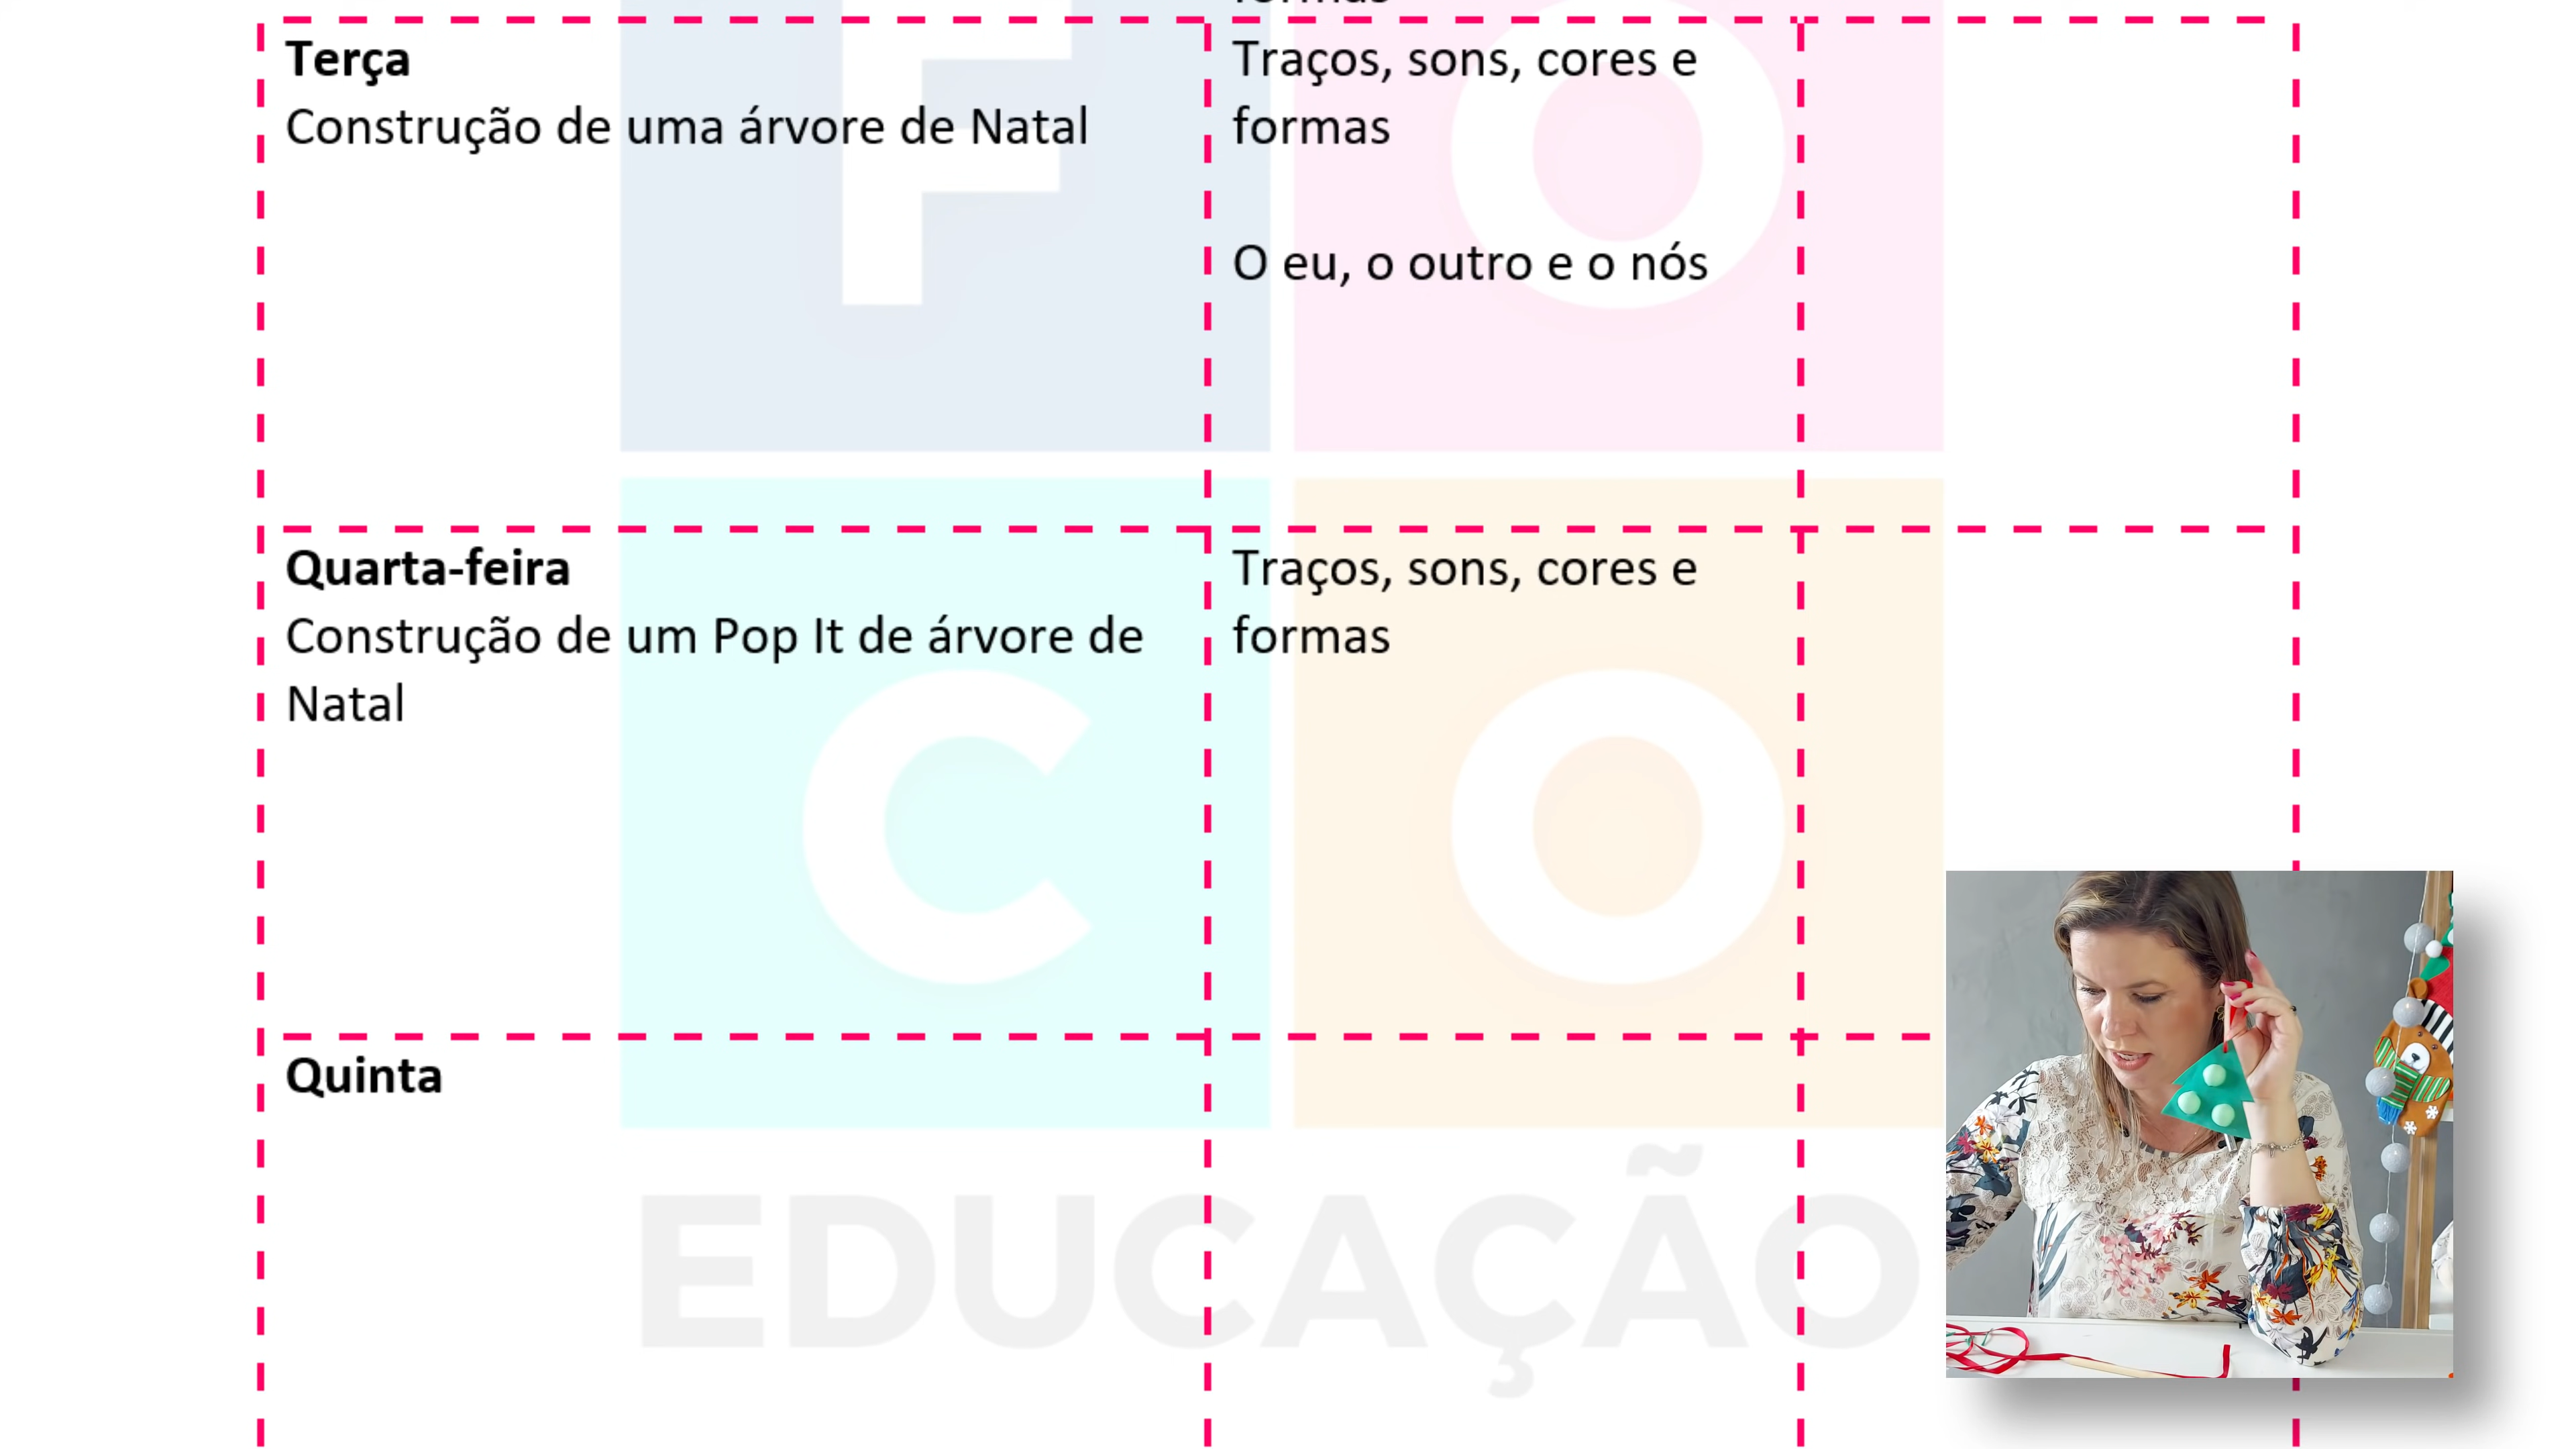 formas
Terça
Construção de uma árvore de Natal
Traços, sons, cores e
formas
O eu, o outro e o nós
Quarta-feira
Construção de um Pop It de árvore de
Natal
Traços, sons, cores e
formas
Quinta
F O
C O
EDUCAÇÃO